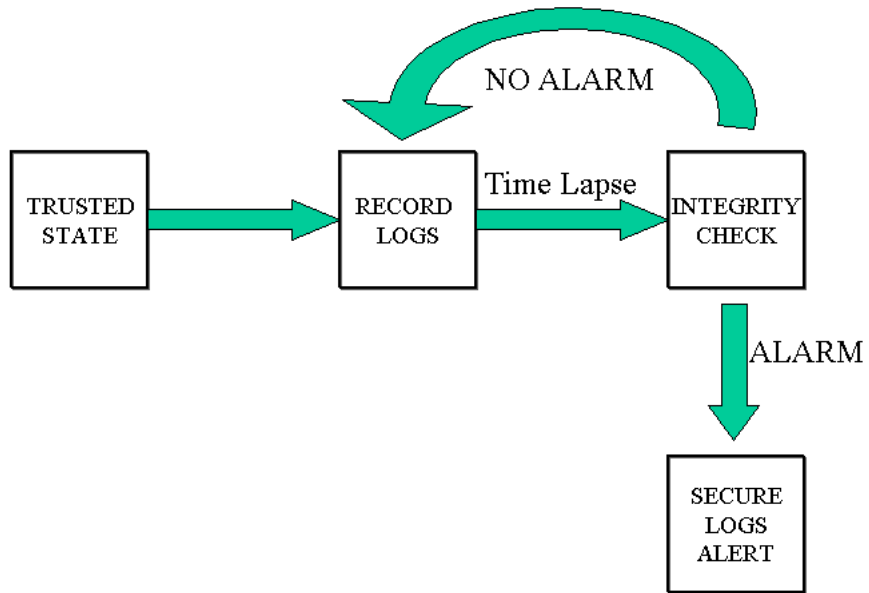 NO ALARM
TRUSTED
STATE
RECORD
LOGS
Time Lapse
INTEGRITY
CHECK
ALARM
SECURE
LOGS
ALERT